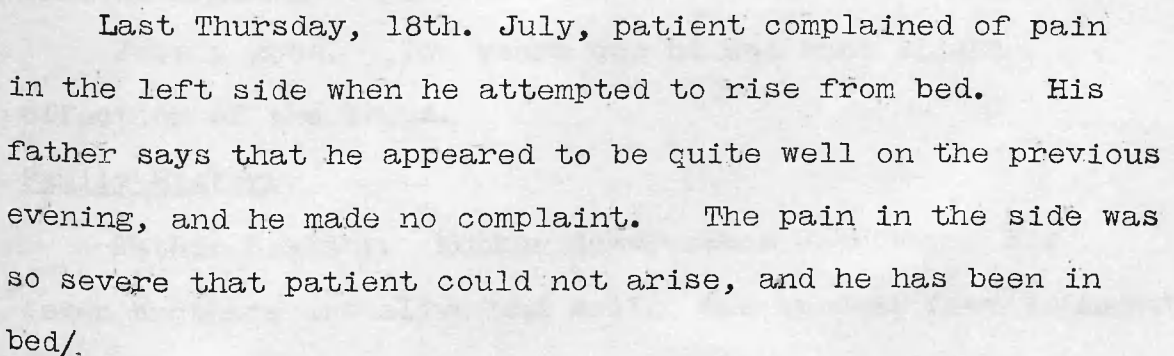 Last Thursday, 18th. July, patient complained of pain
in the left side when he attempted to rise from bed. His
father says that he appeared to be quite well on the previous
evening, and he made no complaint. The pain in the side was
so severe that patient could not arise, and he has been in
bed/.